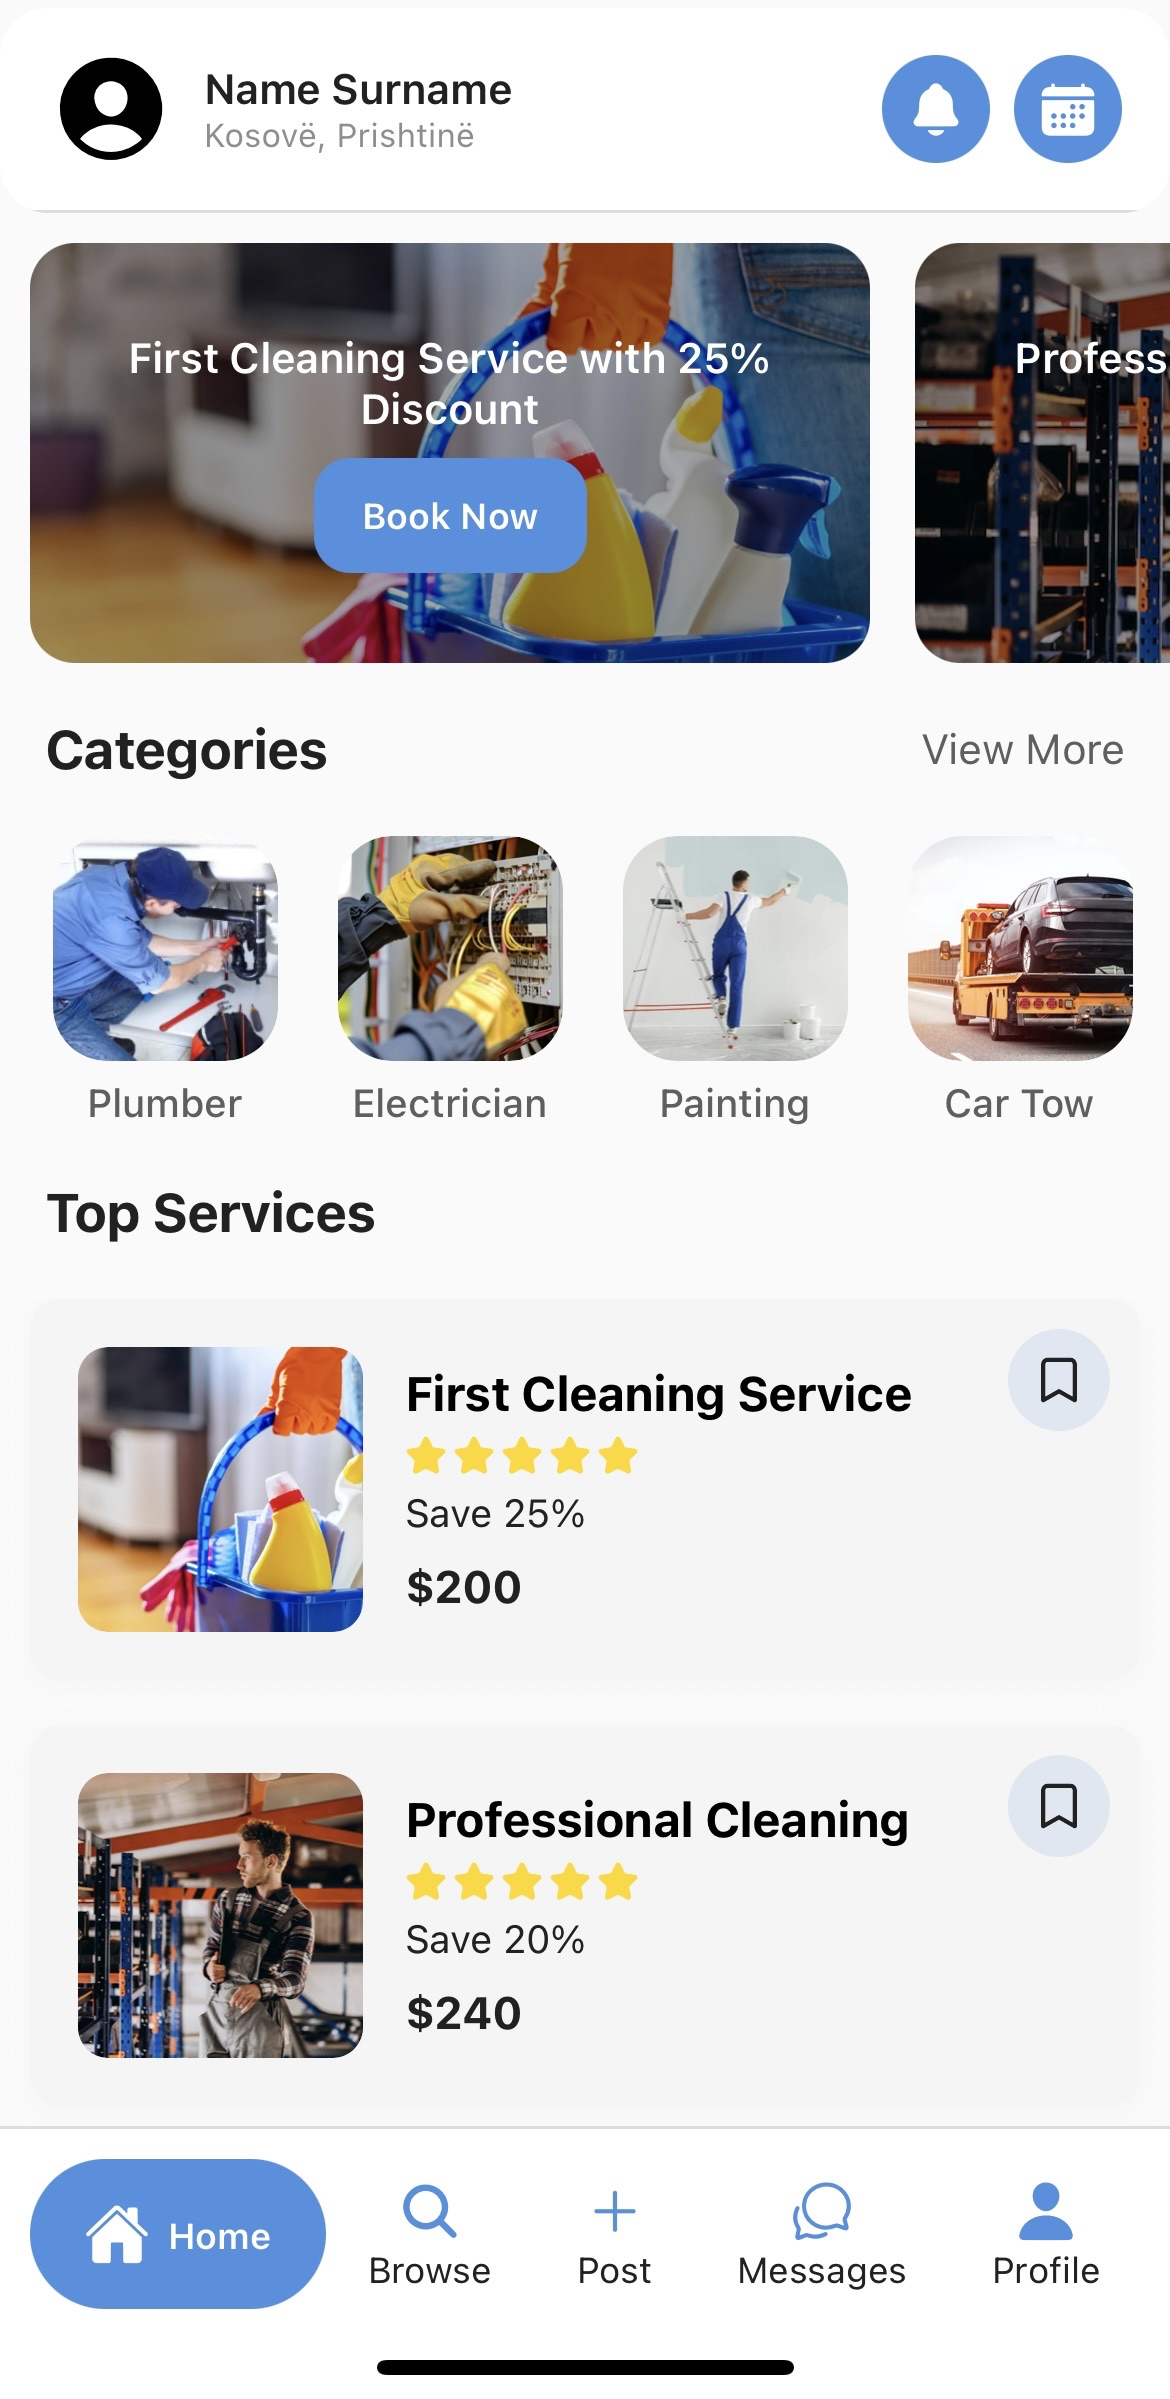 Name Surname
Kosovë, Prishtinë
First Cleaning Service with 25%
Discount
Book Now
Profess
Categories
View More
Plumber
Electrician
Painting
Car Tow
Top Services
First Cleaning Service
Save 25%
$200
Professional Cleaning
Save 20%
$240
Home
Browse
Post
Messages
Profile